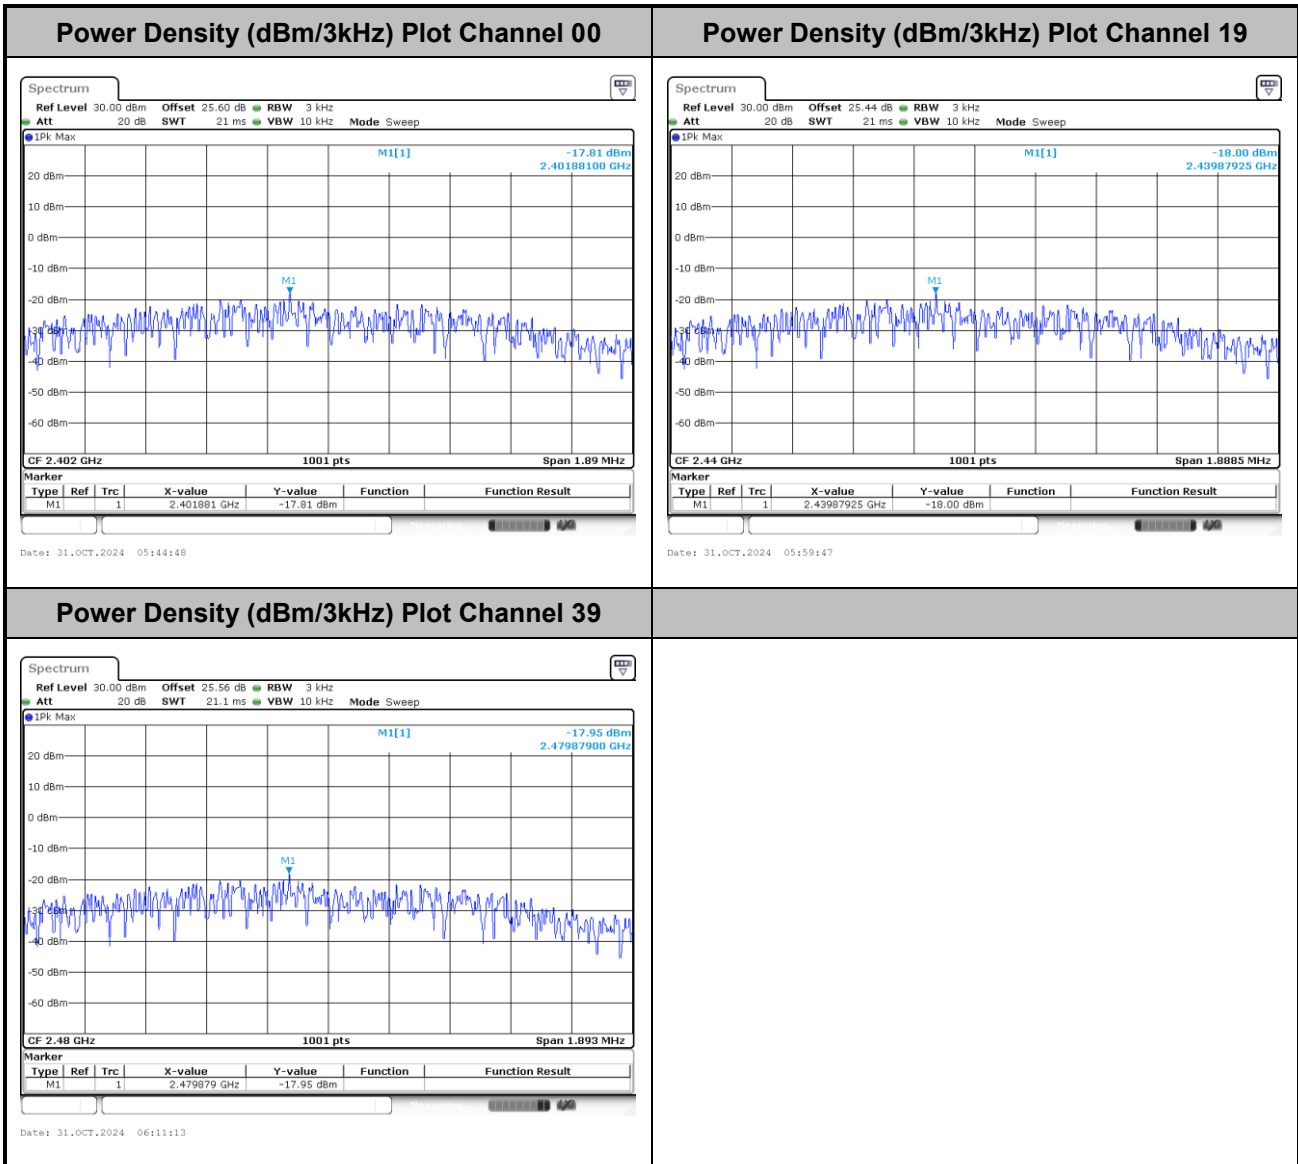 Power Density (dBm/3kHz) Plot Channel 00
Spectrum
Ref Level 30.00 dBm Offset 25.60 dB RBW 3 kHz
Att 20 dB SWT 21 ms VBW 10 kHz Mode Sweep
1Pk Max
M1[1] -17.81 dBm
2.40188100 GHz
20 dBm
10 dBm
0 dBm
-10 dBm
M1
-20 dBm
-30 dBm
-40 dBm
-50 dBm
-60 dBm
CF 2.402 GHz 1001 pts Span 1.89 MHz
Marker
Type Ref Trc X-value Y-value Function Function Result
M1 1 2.401881 GHz -17.81 dBm
Measuring...
Date: 31.OCT.2024 05:44:48
Power Density (dBm/3kHz) Plot Channel 19
Spectrum
Ref Level 30.00 dBm Offset 25.44 dB RBW 3 kHz
Att 20 dB SWT 21 ms VBW 10 kHz Mode Sweep
1Pk Max
M1[1] -18.00 dBm
2.43987925 GHz
20 dBm
10 dBm
0 dBm
-10 dBm
M1
-20 dBm
-30 dBm
-40 dBm
-50 dBm
-60 dBm
CF 2.44 GHz 1001 pts Span 1.8885 MHz
Marker
Type Ref Trc X-value Y-value Function Function Result
M1 1 2.43987925 GHz -18.00 dBm
Measuring...
Date: 31.OCT.2024 05:59:47
Power Density (dBm/3kHz) Plot Channel 39
Spectrum
Ref Level 30.00 dBm Offset 25.56 dB RBW 3 kHz
Att 20 dB SWT 21.1 ms VBW 10 kHz Mode Sweep
1Pk Max
M1[1] -17.95 dBm
2.47987900 GHz
20 dBm
10 dBm
0 dBm
-10 dBm
M1
-20 dBm
-30 dBm
-40 dBm
-50 dBm
-60 dBm
CF 2.48 GHz 1001 pts Span 1.893 MHz
Marker
Type Ref Trc X-value Y-value Function Function Result
M1 1 2.479879 GHz -17.95 dBm
Measuring...
Date: 31.OCT.2024 06:11:13